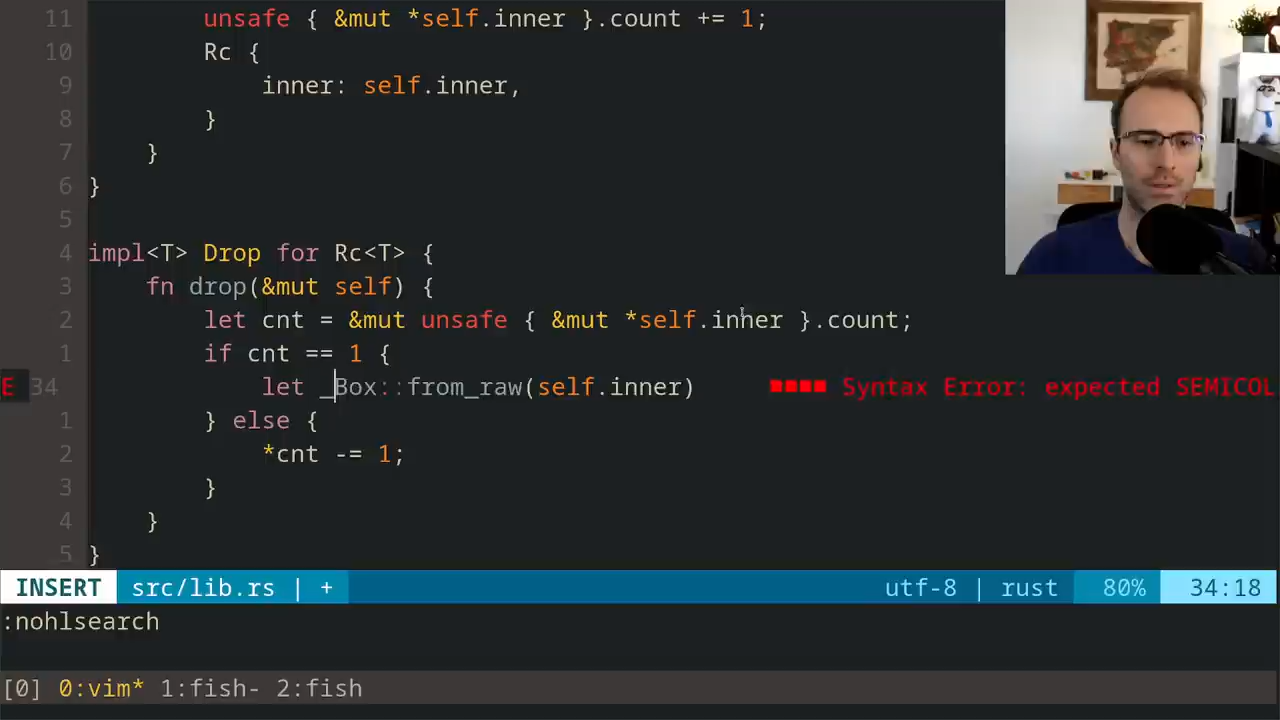 11 unsafe { &mut *self.inner }.count += 1;
10 Rc {
9 inner: self.inner,
8 }
7 }
6 }
5
4 impl<T> Drop for Rc<T> {
3 fn drop(&mut self) {
2 let cnt = &mut unsafe { &mut *self.inner }.count;
1 if cnt == 1 {
E 34 let _Box::from_raw(self.inner) ■■■■ Syntax Error: expected SEMICOL
1 } else {
2 *cnt -= 1;
3 }
4 }
5 }
INSERT src/lib.rs | + utf-8 | rust 80% 34:18
:nohlsearch
[0] 0:vim* 1:fish- 2:fish